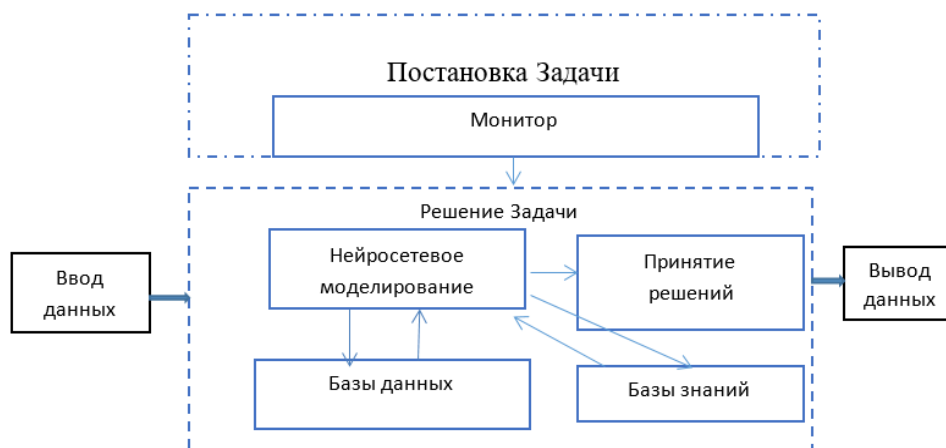 Постановка Задачи
Монитор
Решение Задачи
Ввод
данных
Нейросетевое
моделирование
Принятие
решений
Вывод
данных
Базы данных
Базы знаний